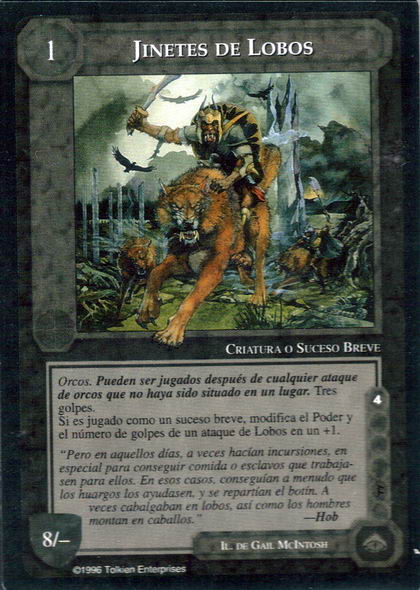 1
JINETES DE LOBOS
CRIATURA O SUCESO BREVE
Orcos. Pueden ser jugados después de cualquier ataque
de orcos que no haya sido situado en un lugar. Tres
golpes.
Si es jugado como un suceso breve, modifica el Poder y
el número de golpes de un ataque de Lobos en un +1.
4
"Pero en aquellos días, a veces hacían incursiones, en
especial para conseguir comida o esclavos que trabaja-
sen para ellos. En esos casos, conseguían a menudo que
los huargos los ayudasen, y se repartían el botín. A
veces cabalgaban en lobos, así como los hombres
montan en caballos." —Hob
8/–
IL. DE GAIL MCINTOSH
©1996 Tolkien Enterprises